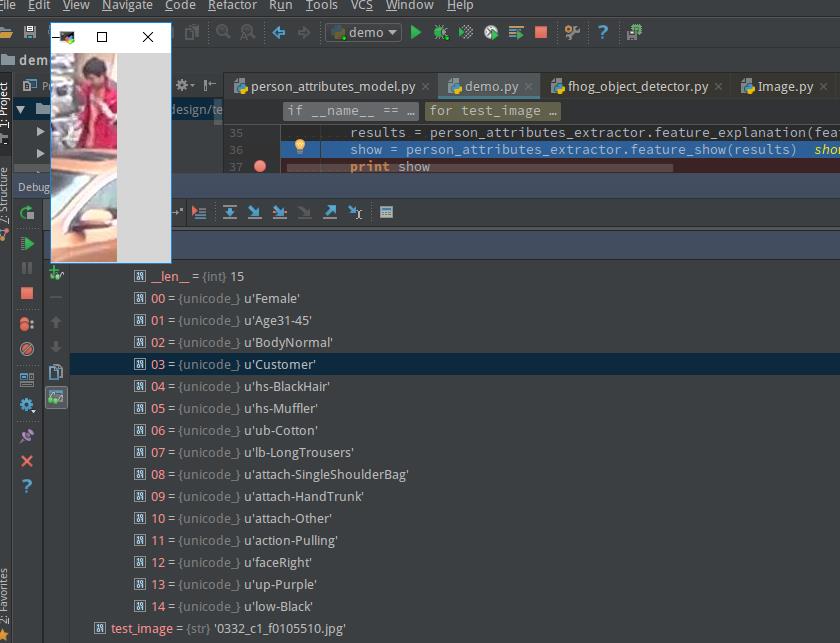 File Edit View Navigate Code Refactor Run Tools VCS Window Help
demo
dem
1: Project
person_attributes_model.py demo.py fhog_object_detector.py Image.py
design/te
if __name__ == … for test_image …
35 results = person_attributes_extractor.feature_explanation(fea
36 show = person_attributes_extractor.feature_show(results) sho
37 print show
7: Structure
Debug
__len__ = {int} 15
00 = {unicode_} u'Female'
01 = {unicode_} u'Age31-45'
02 = {unicode_} u'BodyNormal'
03 = {unicode_} u'Customer'
04 = {unicode_} u'hs-BlackHair'
05 = {unicode_} u'hs-Muffler'
06 = {unicode_} u'ub-Cotton'
07 = {unicode_} u'lb-LongTrousers'
08 = {unicode_} u'attach-SingleShoulderBag'
09 = {unicode_} u'attach-HandTrunk'
10 = {unicode_} u'attach-Other'
11 = {unicode_} u'action-Pulling'
12 = {unicode_} u'faceRight'
13 = {unicode_} u'up-Purple'
14 = {unicode_} u'low-Black'
2: Favorites
test_image = {str} '0332_c1_f0105510.jpg'